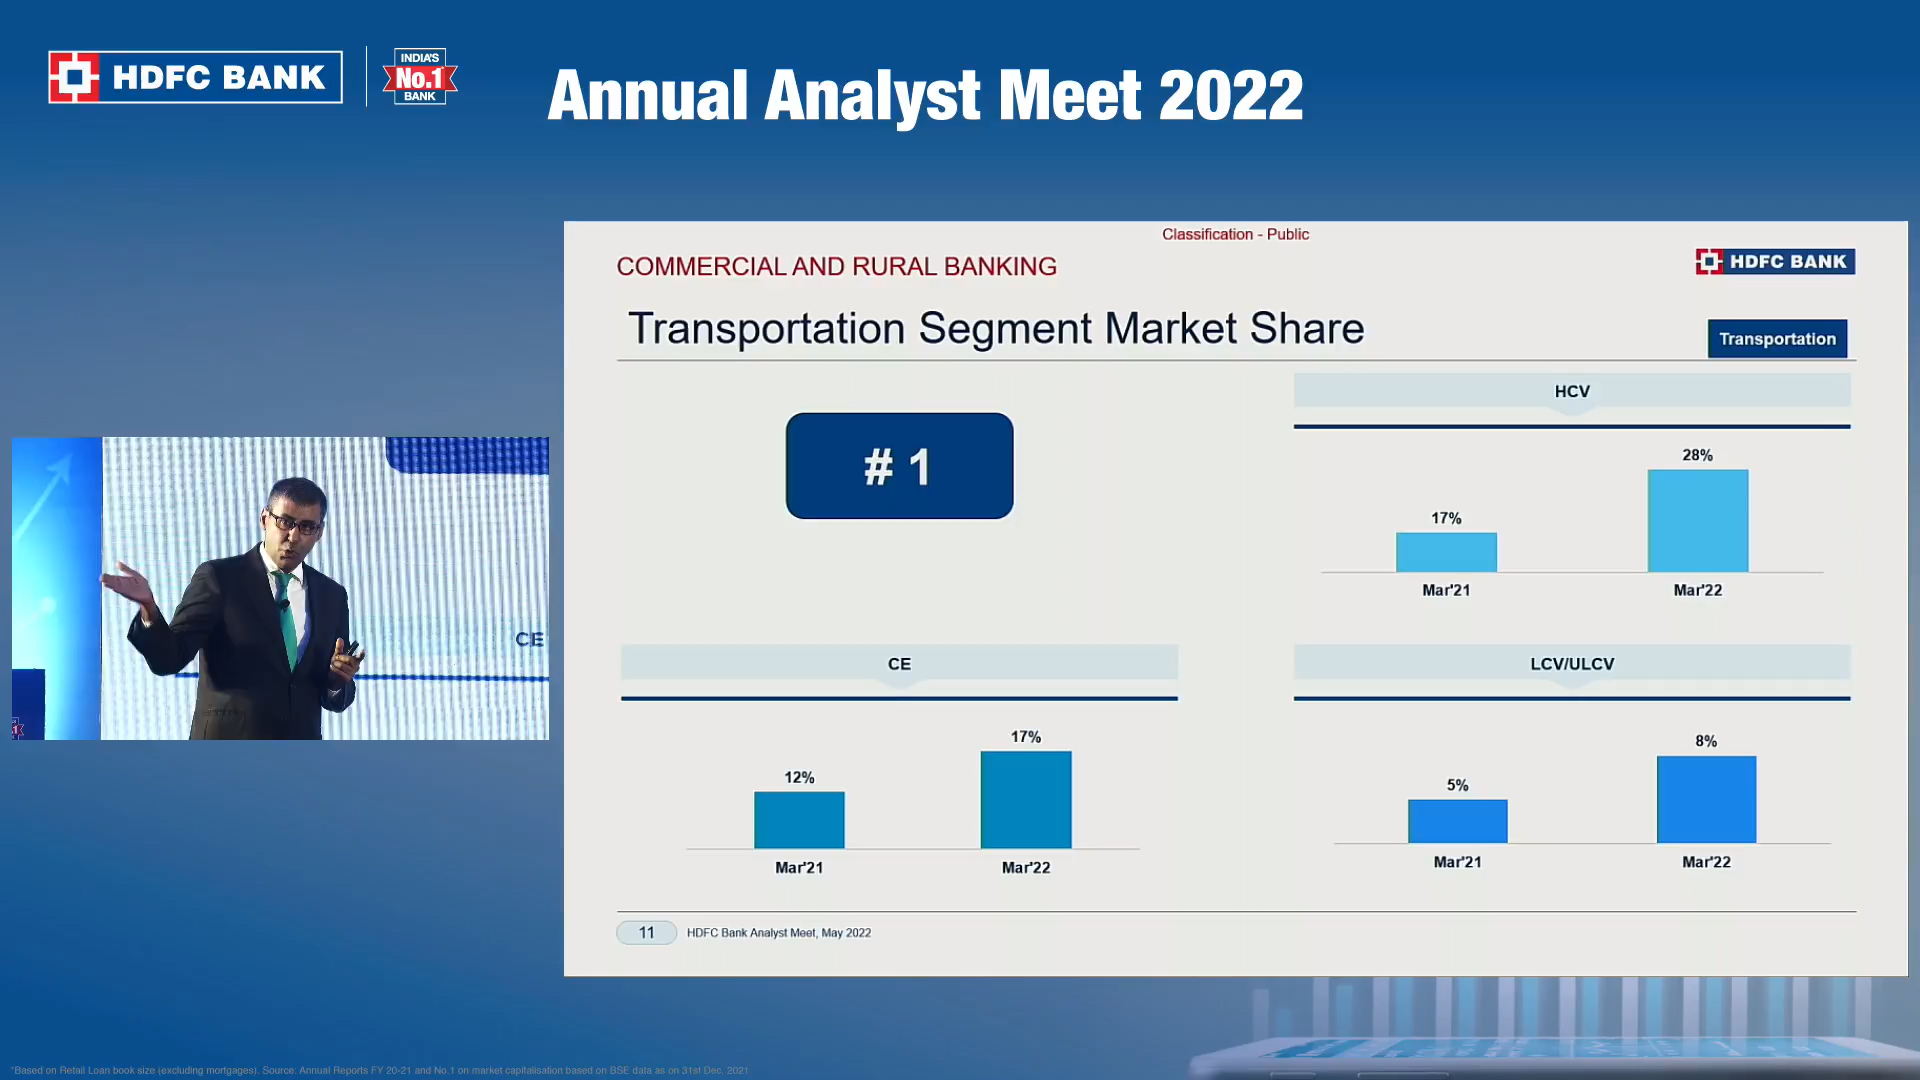 HDFC BANK
INDIA'S
No.1
BANK
Annual Analyst Meet 2022
Classification - Public
COMMERCIAL AND RURAL BANKING
HDFC BANK
Transportation Segment Market Share
Transportation
# 1
HCV
28%
17%
Mar'21
Mar'22
CE
17%
12%
Mar'21
Mar'22
LCV/ULCV
8%
5%
Mar'21
Mar'22
11
HDFC Bank Analyst Meet, May 2022
CE
*Based on Retail Loan book size (excluding mortgages). Source: Annual Reports FY 20-21 and No.1 on market capitalisation based on BSE data as on 31st Dec, 2021